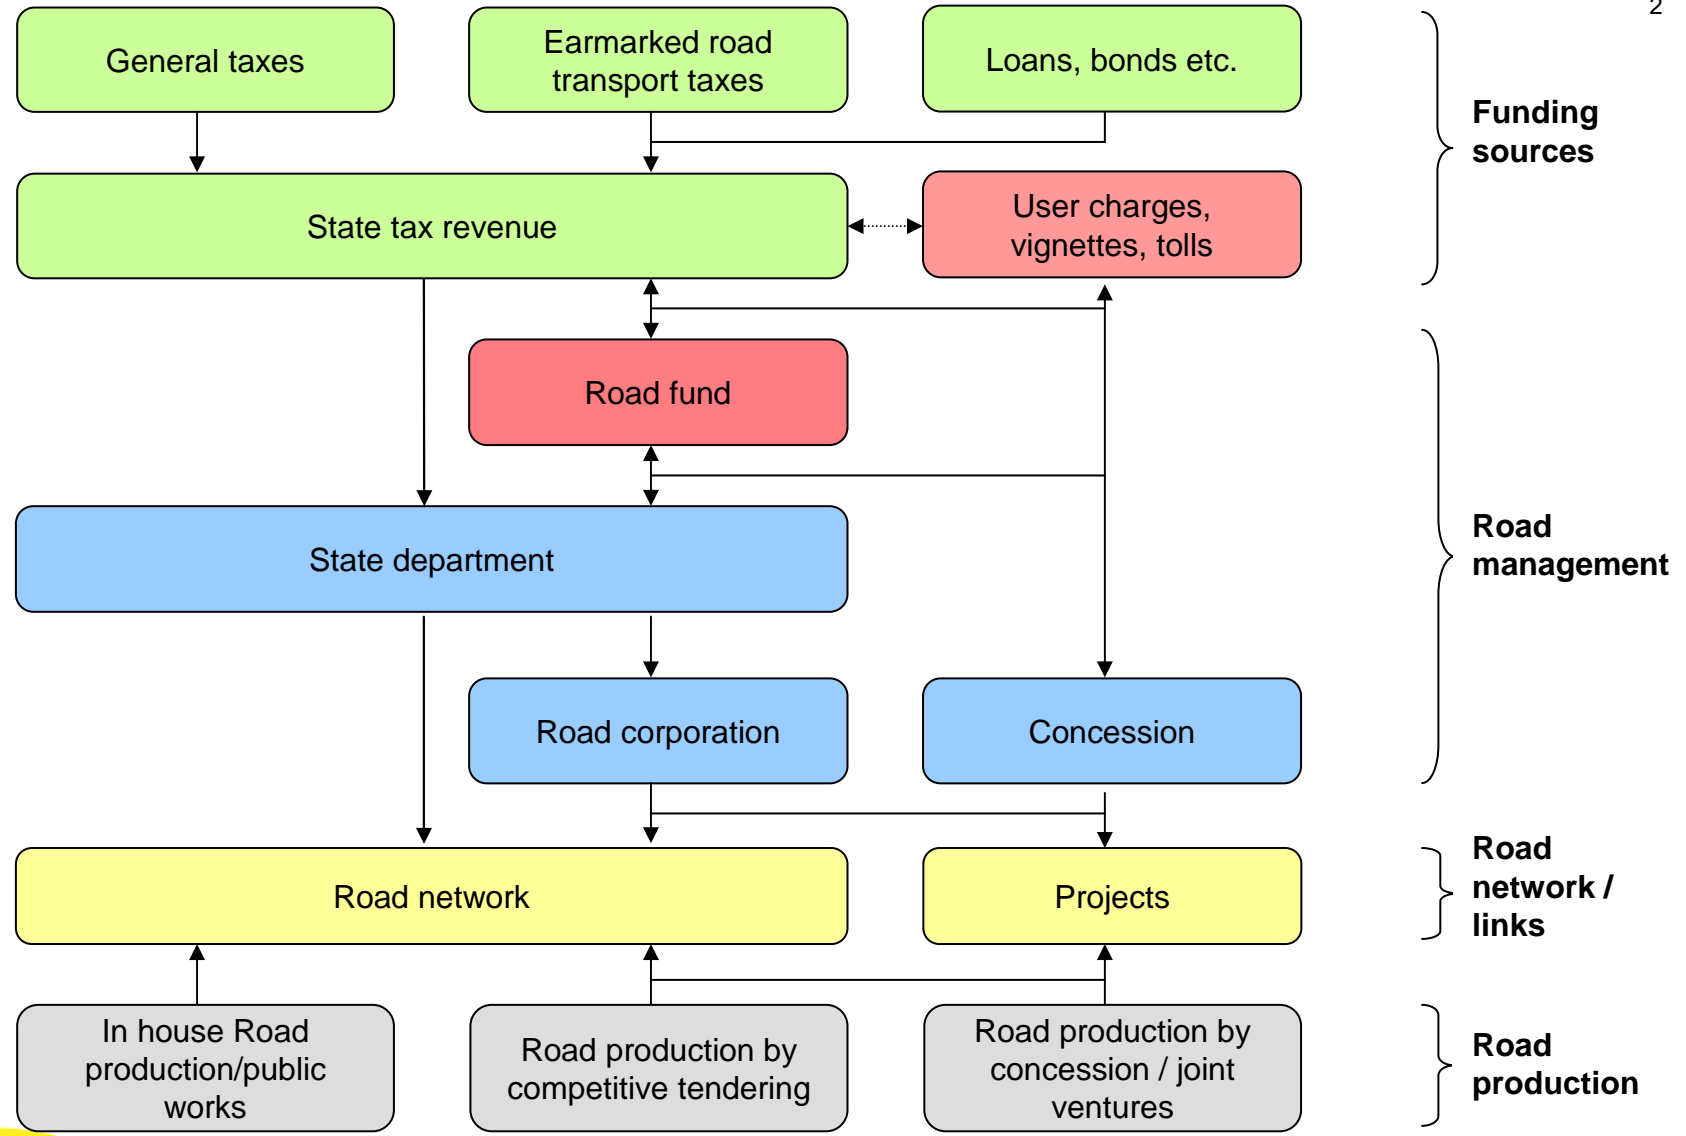 2
General taxes
Earmarked road
transport taxes
Loans, bonds etc.
Funding
sources
State tax revenue
User charges,
vignettes, tolls
Road fund
Road
management
State department
Road corporation
Concession
Road network
Projects
Road
network /
links
In house Road
production/public
works
Road production by
competitive tendering
Road production by
concession / joint
ventures
Road
production